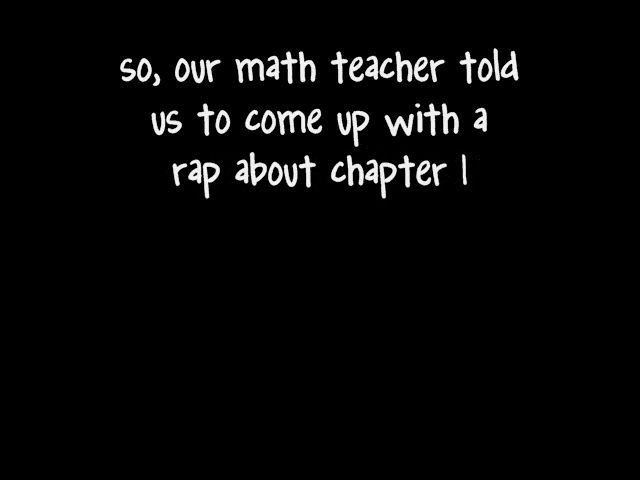 so, our math teacher told
us to come up with a
rap about chapter 1